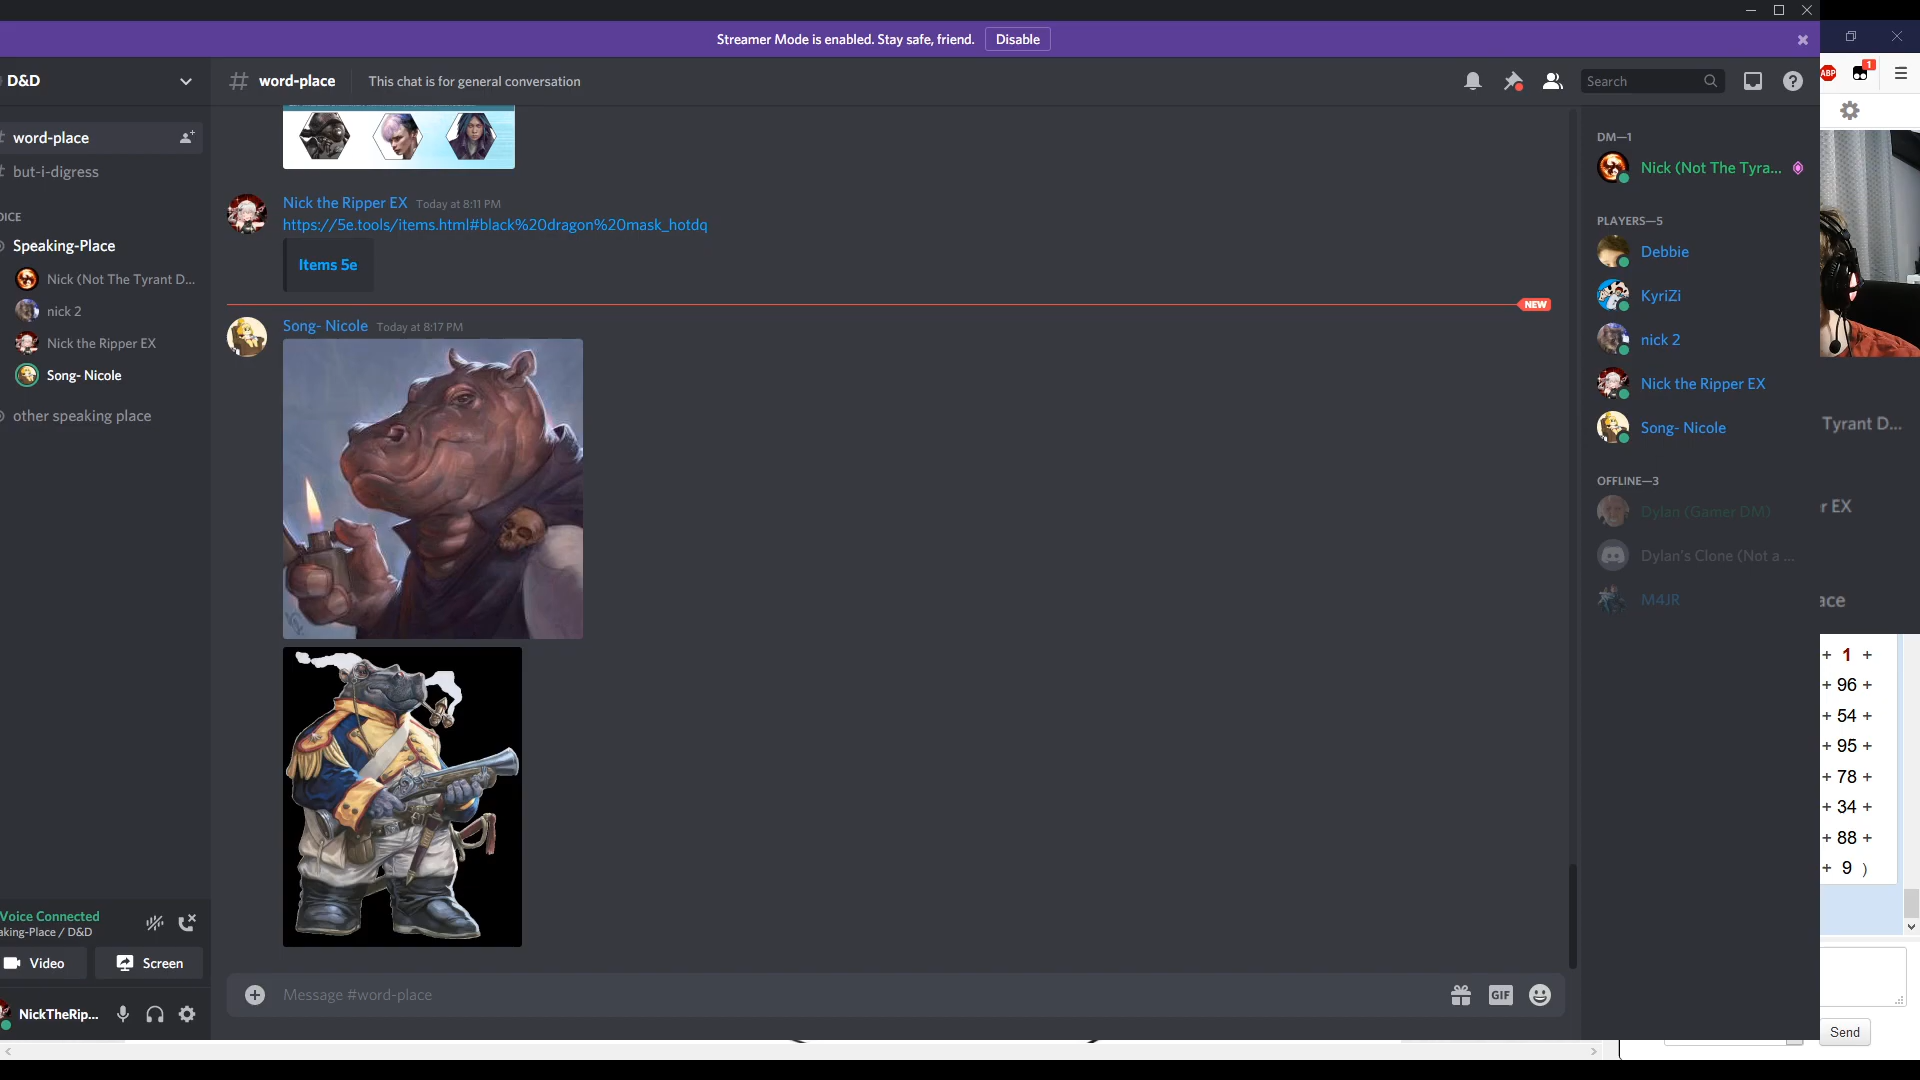 Streamer Mode is enabled. Stay safe, friend. Disable
D&D
word-place
This chat is for general conversation
Search
ABP
1
word-place
but-i-digress
OICE
Speaking-Place
Nick (Not The Tyrant D...
nick 2
Nick the Ripper EX
Song- Nicole
other speaking place
Nick the Ripper EX Today at 8:11 PM
https://5e.tools/items.html#black%20dragon%20mask_hotdq
Items 5e
NEW
Song- Nicole Today at 8:17 PM
DM—1
Nick (Not The Tyra...
PLAYERS—5
Debbie
KyriZi
nick 2
Nick the Ripper EX
Song- Nicole
OFFLINE—3
Dylan (Gamer DM)
Dylan's Clone (Not a ...
M4JR
Tyrant D...
r EX
ace
+ 1 +
+ 96 +
+ 54 +
+ 95 +
+ 78 +
+ 34 +
+ 88 +
+ 9 )
Send
Voice Connected
aking-Place / D&D
Video
Screen
NickTheRip...
Message #word-place
GIF